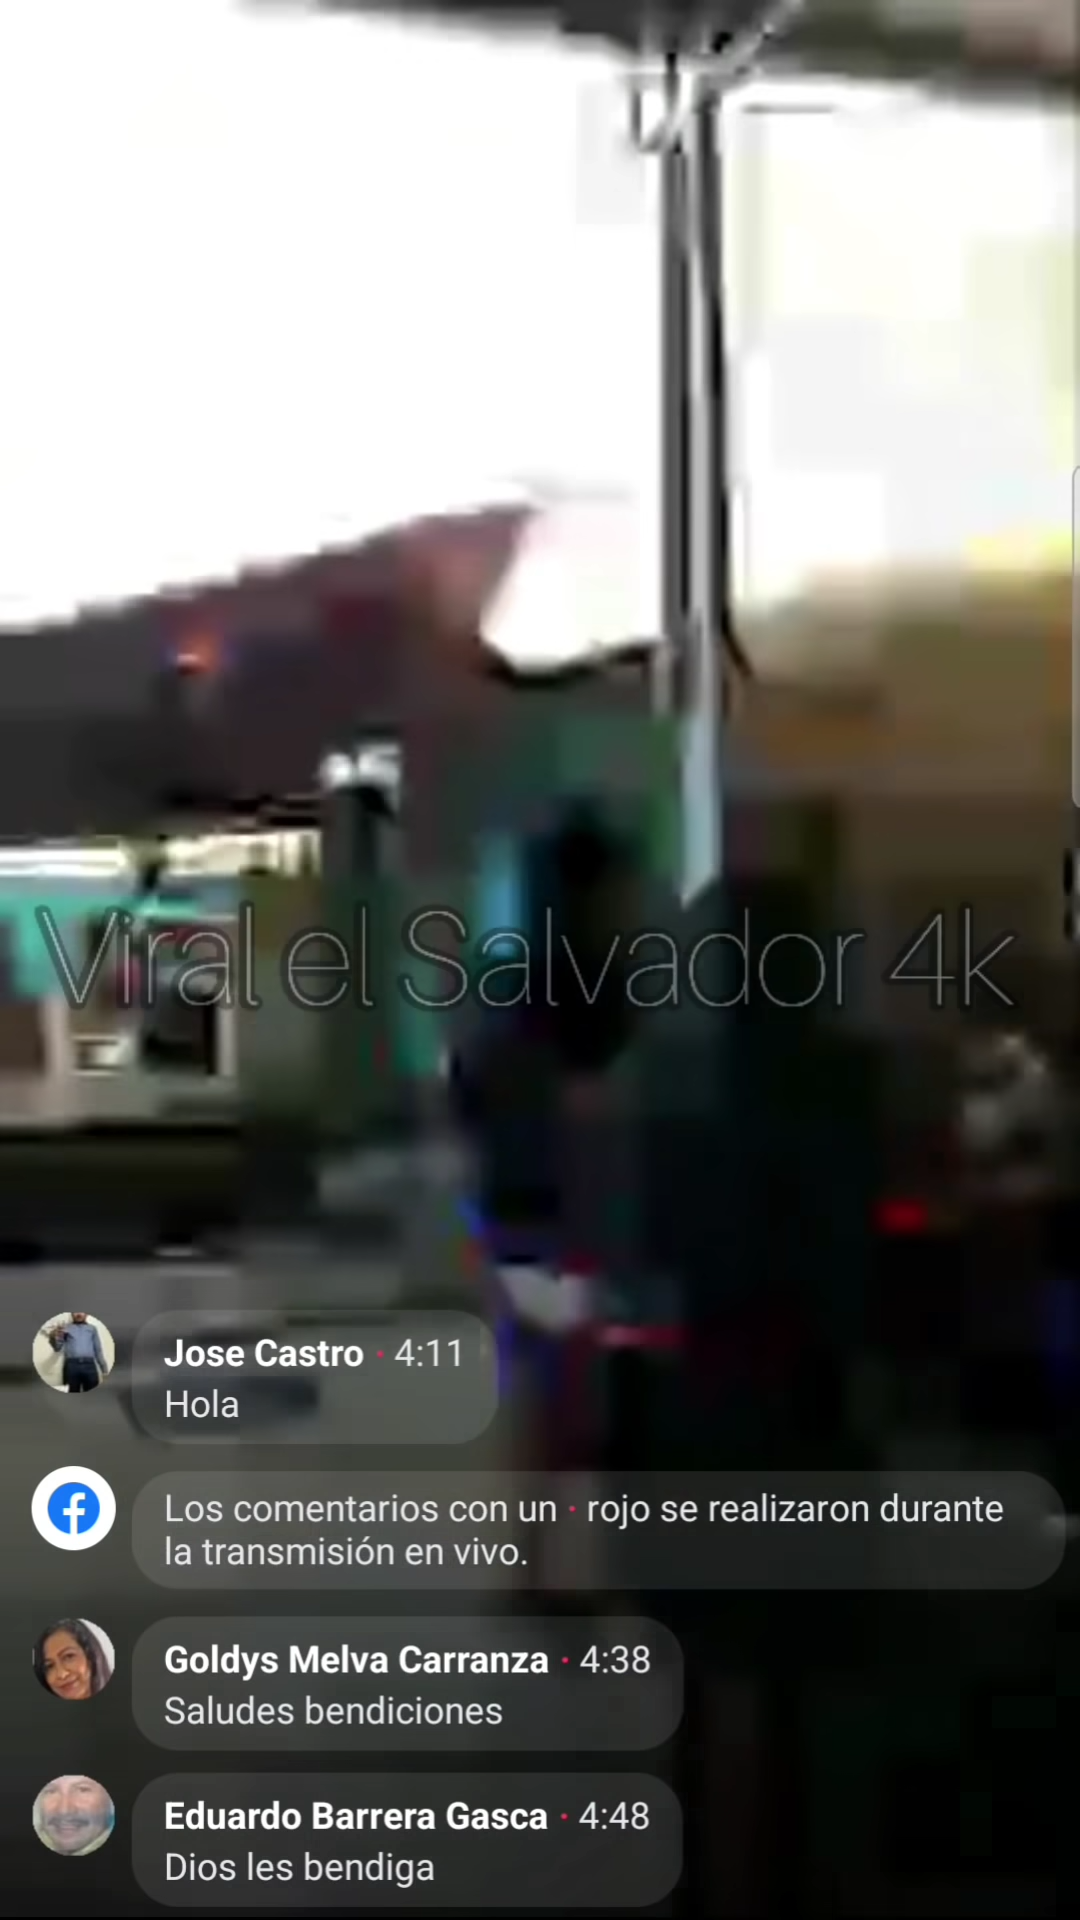 Viral el Salvador 4k
Jose Castro · 4:11
Hola
Los comentarios con un · rojo se realizaron durante
la transmisión en vivo.
Goldys Melva Carranza · 4:38
Saludes bendiciones
Eduardo Barrera Gasca · 4:48
Dios les bendiga